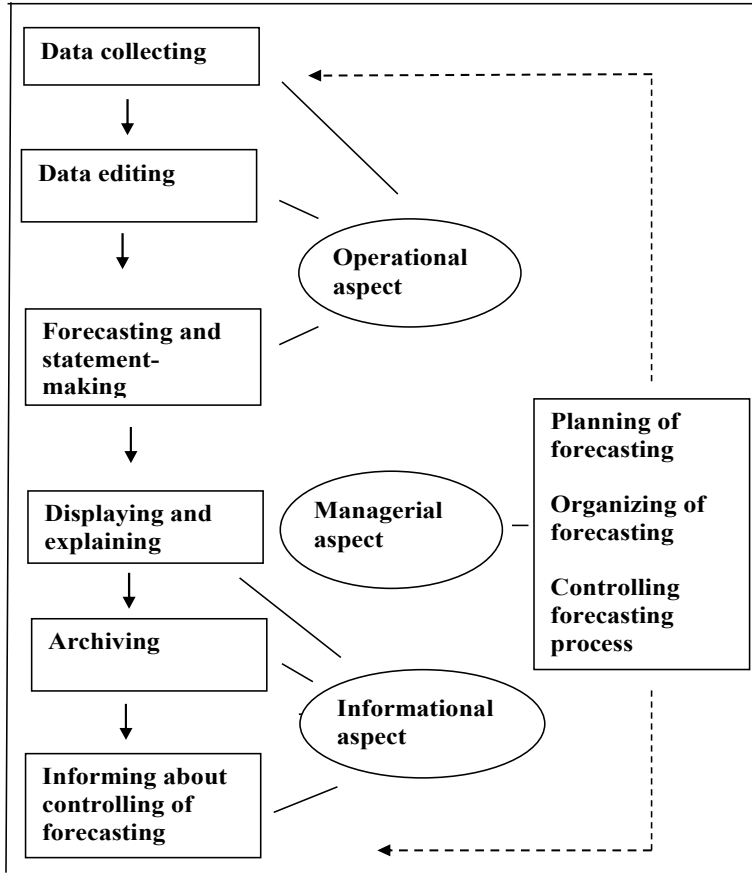 Data collecting
Data editing
Operational
aspect
Forecasting and
statement-
making
Planning of
forecasting
Organizing of
forecasting
Controlling
forecasting
process
Managerial
aspect
Displaying and
explaining
Archiving
Informational
aspect
Informing about
controlling of
forecasting